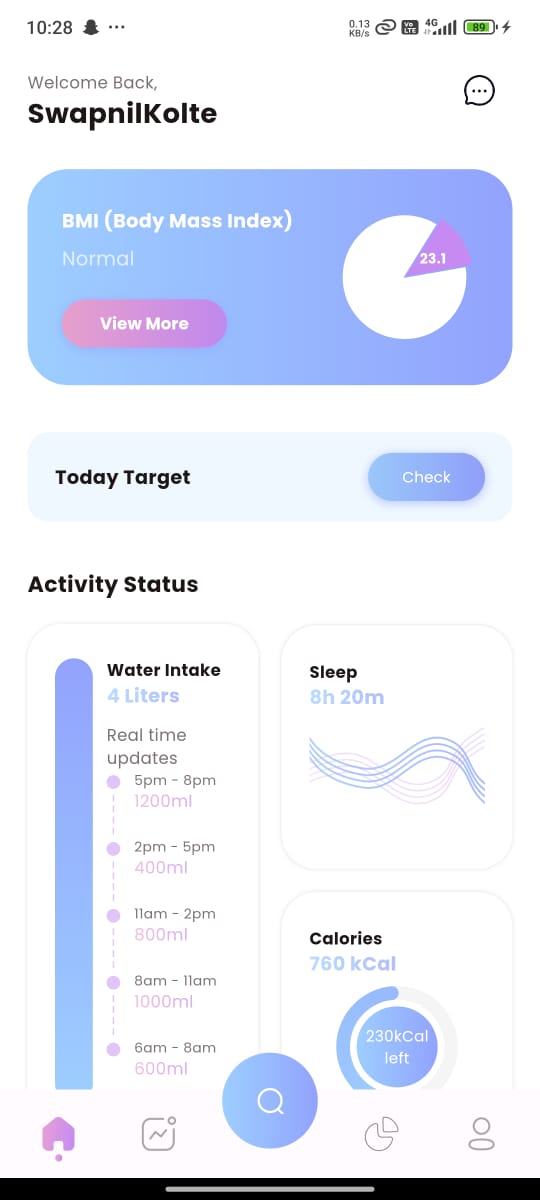 10:28
0.13
KB/s
Vo
LTE
4G
89
Welcome Back,
SwapnilKolte
BMI (Body Mass Index)
Normal
View More
23.1
Today Target
Check
Activity Status
Water Intake
4 Liters
Real time
updates
5pm - 8pm
1200ml
2pm - 5pm
400ml
11am - 2pm
800ml
8am - 11am
1000ml
6am - 8am
600ml
Sleep
8h 20m
Calories
760 kCal
230kCal
left